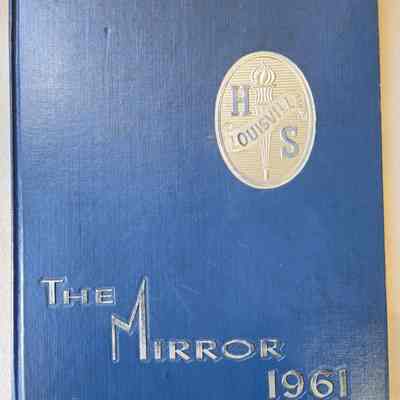 H
LOUISVILLE
S
THE
MIRROR
1961